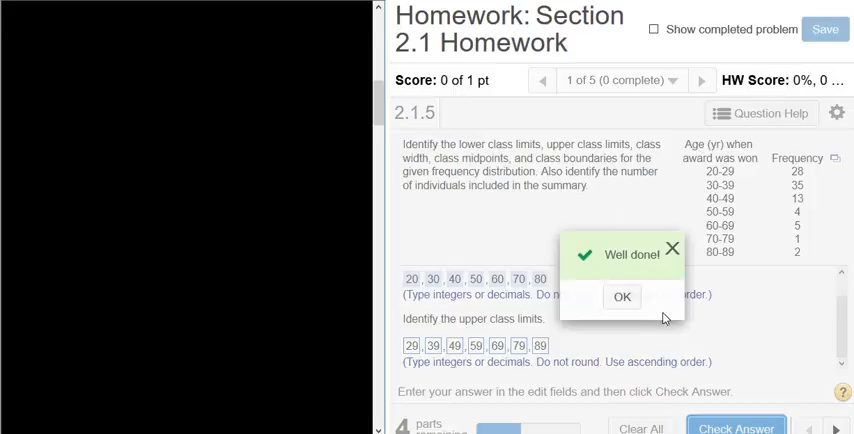 Homework: Section
2.1 Homework
Show completed problem
Save
Score: 0 of 1 pt
1 of 5 (0 complete)
HW Score: 0%, 0 ...
2.1.5
Question Help
Identify the lower class limits, upper class limits, class
width, class midpoints, and class boundaries for the
given frequency distribution. Also identify the number
of individuals included in the summary.
Age (yr) when
award was won Frequency
20-29 28
30-39 35
40-49 13
50-59 4
60-69 5
70-79 1
80-89 2
Well done!
OK
20, 30, 40, 50, 60, 70, 80
(Type integers or decimals. Do order.)
Identify the upper class limits.
29, 39, 49, 59, 69, 79, 89
(Type integers or decimals. Do not round. Use ascending order.)
Enter your answer in the edit fields and then click Check Answer.
?
4 parts
remaining
Clear All
Check Answer